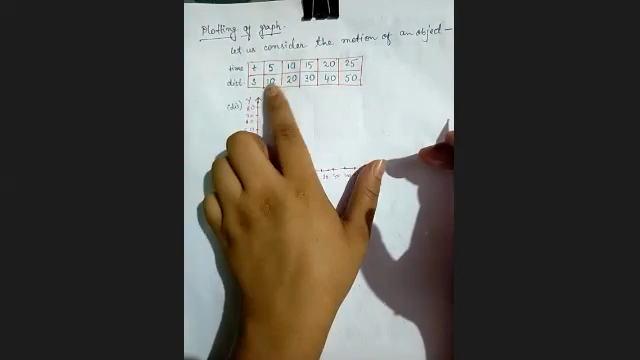 Plotting of graph.
Let us consider the motion of an object -
time t 5 10 15 20 25
dist s 10 20 30 40 50
(dis) y